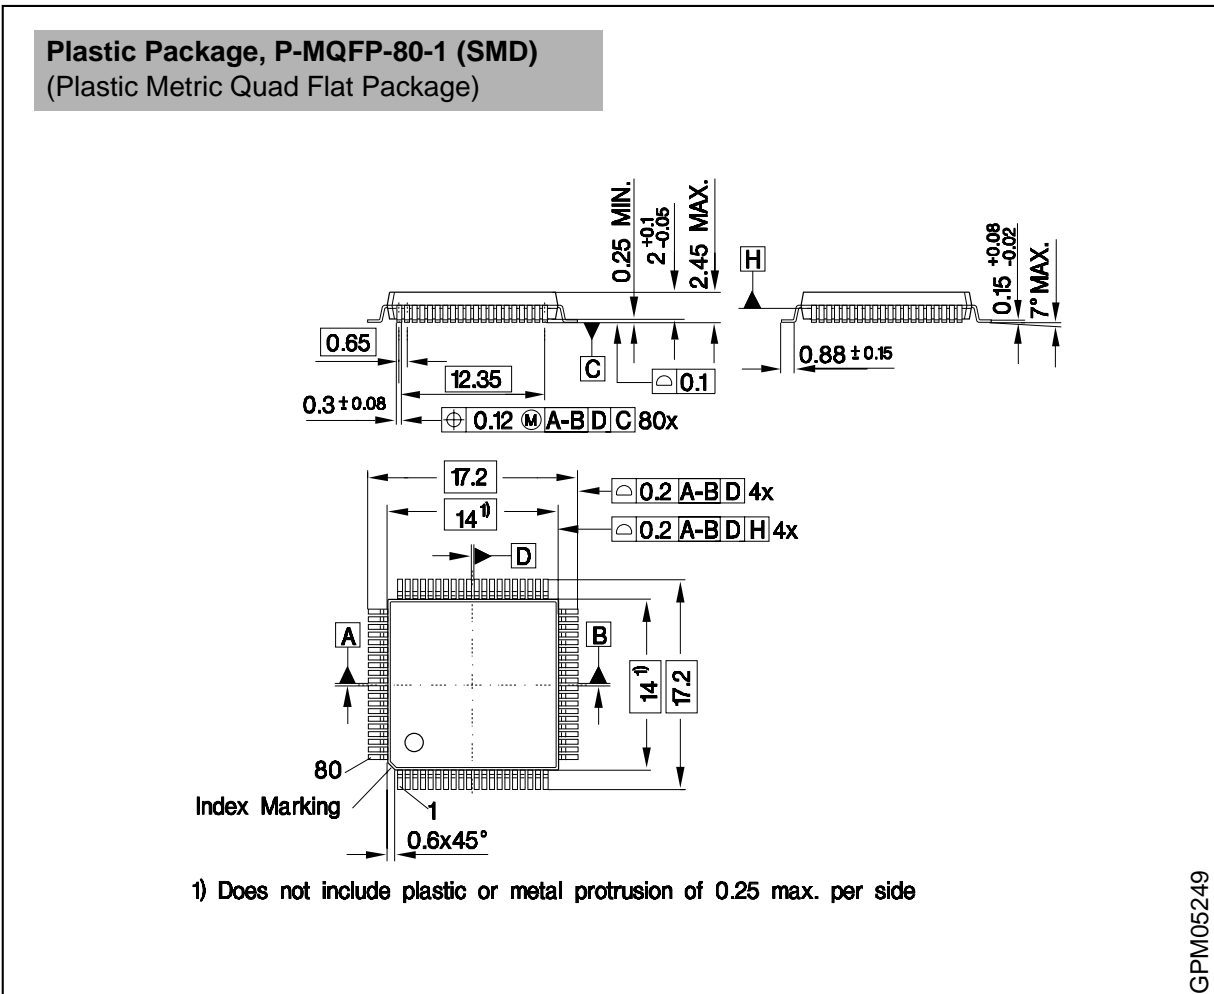 Plastic Package, P-MQFP-80-1 (SMD)
(Plastic Metric Quad Flat Package)
0.25 MIN.
2 +0.1 -0.05
2.45 MAX.
H
0.15 +0.08 -0.02
7° MAX.
0.65
12.35
C
⌓ 0.1
0.88 ± 0.15
0.3 ± 0.08
⌖ 0.12 Ⓜ A-B D C 80x
17.2
⌓ 0.2 A-B D 4x
14 1)
⌓ 0.2 A-B D H 4x
D
A
B
14 1)
17.2
80
Index Marking
1
0.6x45°
1) Does not include plastic or metal protrusion of 0.25 max. per side
GPM05249